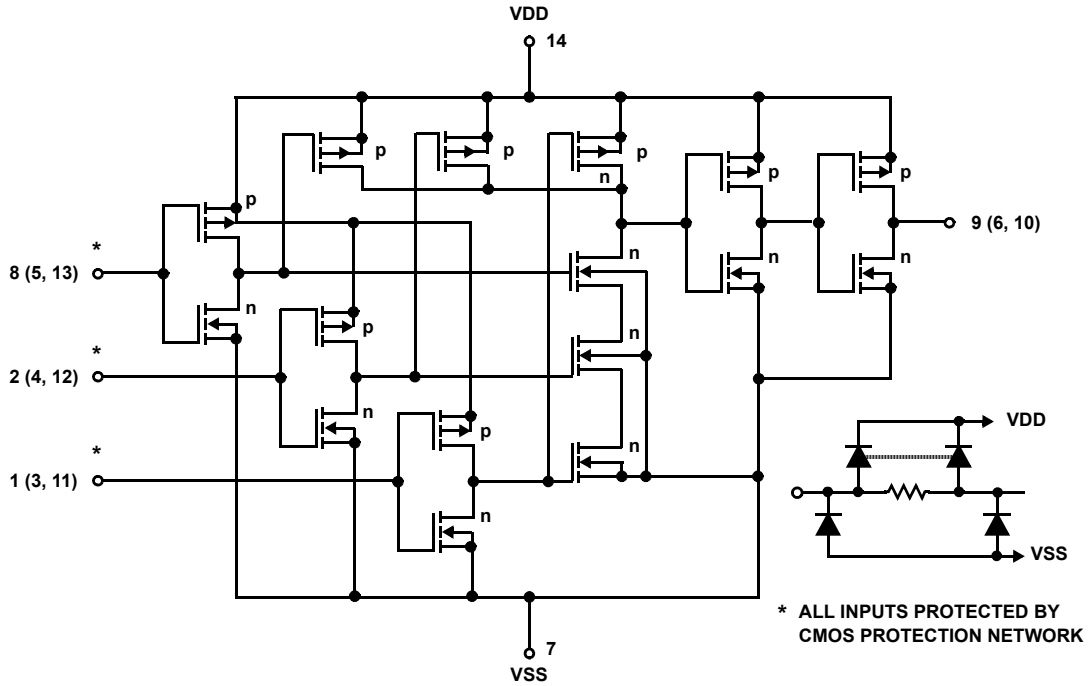 VDD
14
p
p
p
p
n
p
p
*
8 (5, 13)
9 (6, 10)
n
n
n
n
p
*
2 (4, 12)
n
n
p
VDD
*
1 (3, 11)
n
n
VSS
* ALL INPUTS PROTECTED BY
CMOS PROTECTION NETWORK
7
VSS